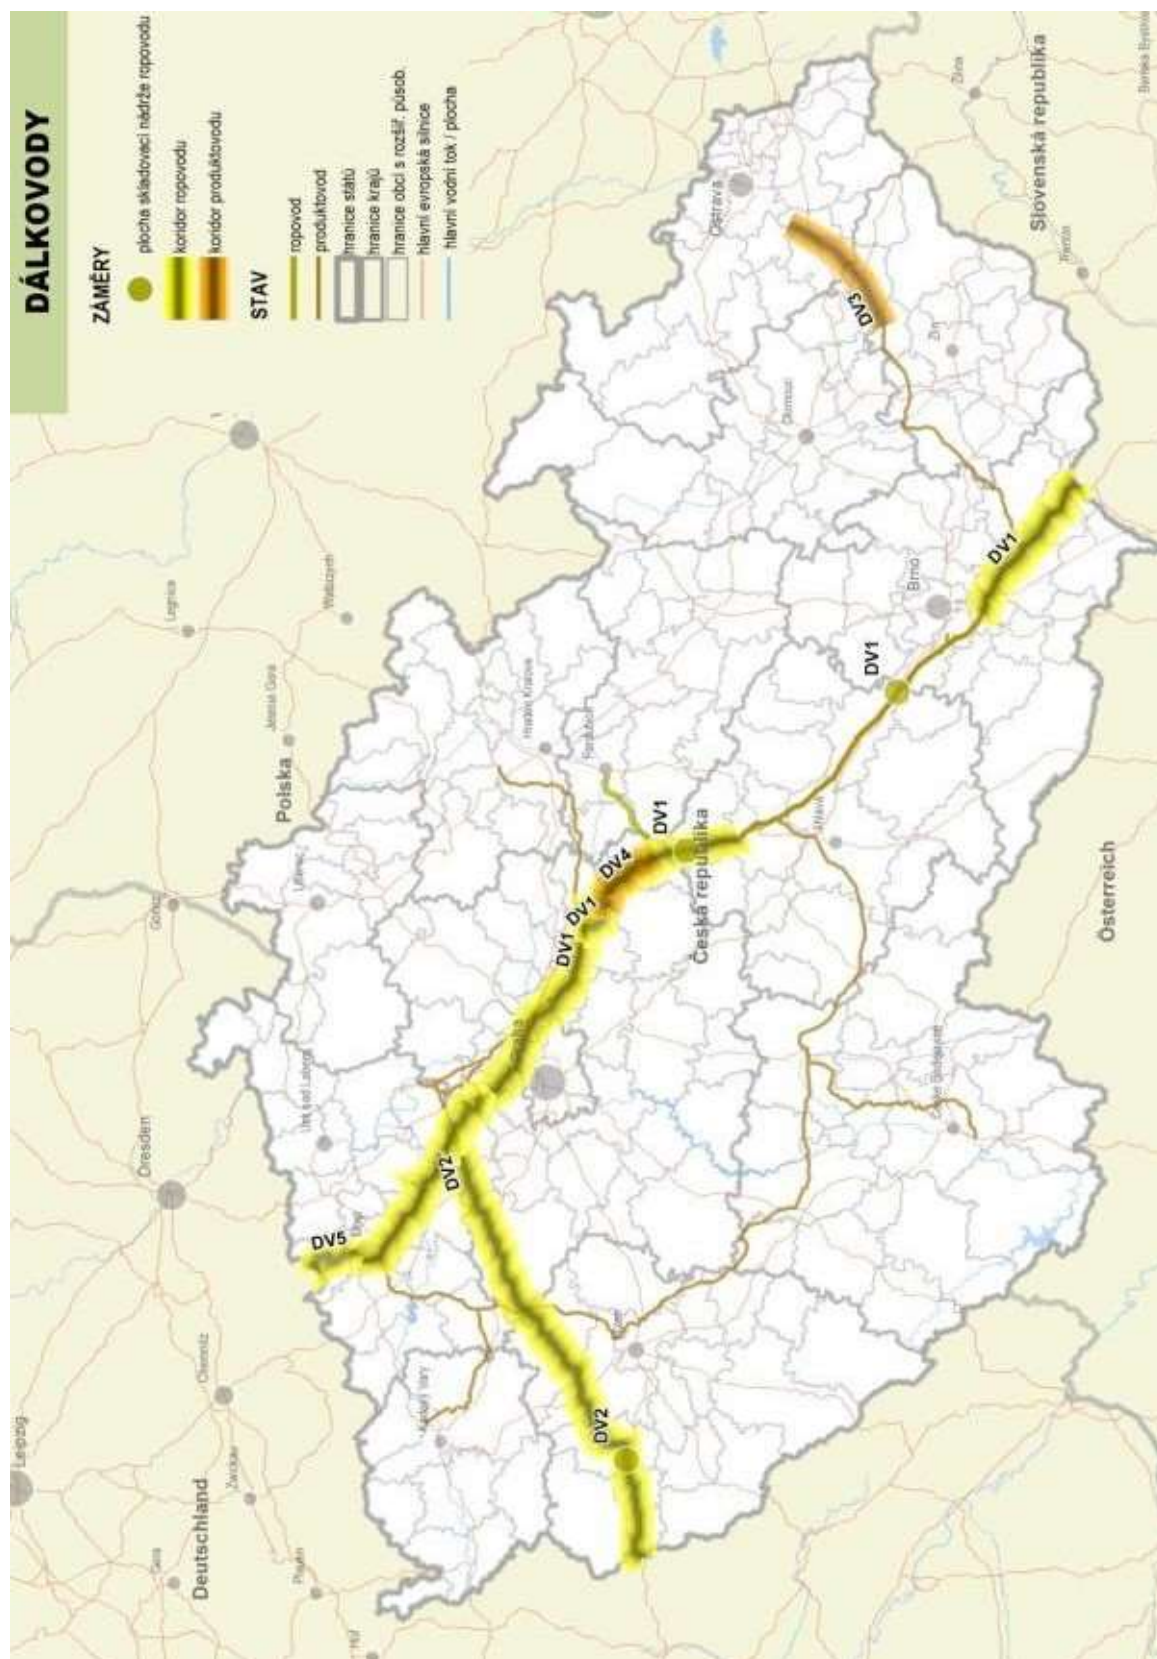 DÁLKOVODY
ZÁMĚRY
plocha skladovací nádrže ropovodu
koridor ropovodu
koridor produktovodu
STAV
ropovod
produktovod
hranice států
hranice krajů
hranice obcí s rozšíř. působ.
hlavní evropská silnice
hlavní vodní tok / plocha
Leipzig
Gera
Zwickau
Chemnitz
Plauen
Hof
Deutschland
Dresden
Görlitz
Polska
Jelenia Góra
Legnica
Wałbrzych
Liberec
Ústí nad Labem
Karlovy Vary
Hradec Králové
Pardubice
Česká republika
Jihlava
Brno
Olomouc
Ostrava
Zlín
Žilina
Trenčín
Slovenská republika
Österreich
DV5
DV2
DV2
DV1
DV1
DV4
DV1
DV1
DV1
DV3